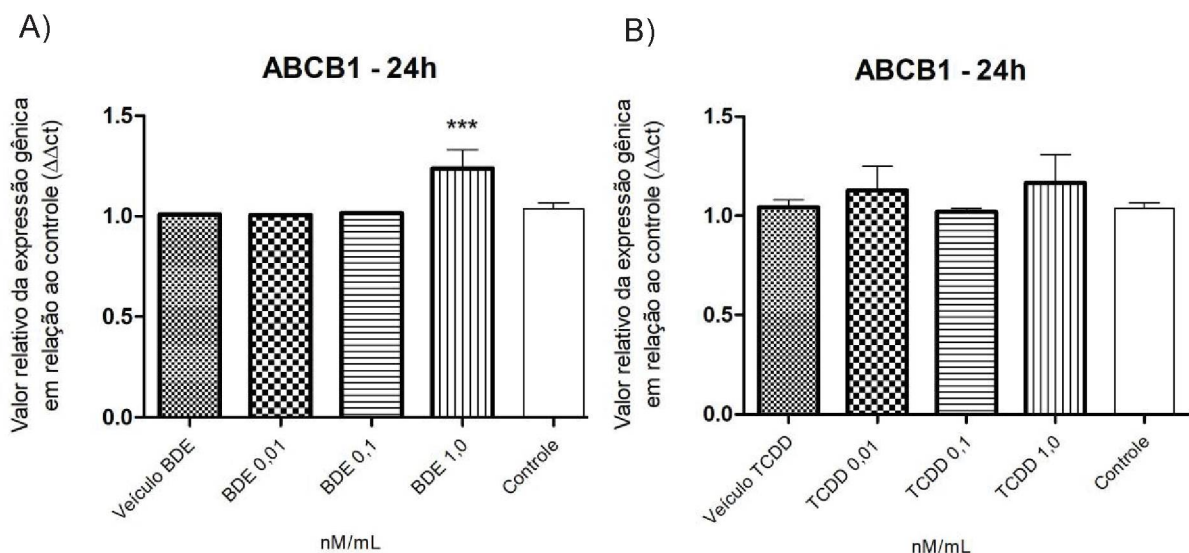 A)
ABCB1 - 24h
Valor relativo da expressão gênica
em relação ao controle (ΔΔct)
1.5
1.0
0.5
0.0
***
Veículo BDE
BDE 0,01
BDE 0,1
BDE 1,0
Controle
nM/mL
B)
ABCB1 - 24h
Valor relativo da expressão gênica
em relação ao controle (ΔΔct)
1.5
1.0
0.5
0.0
Veículo TCDD
TCDD 0,01
TCDD 0,1
TCDD 1,0
Controle
nM/mL